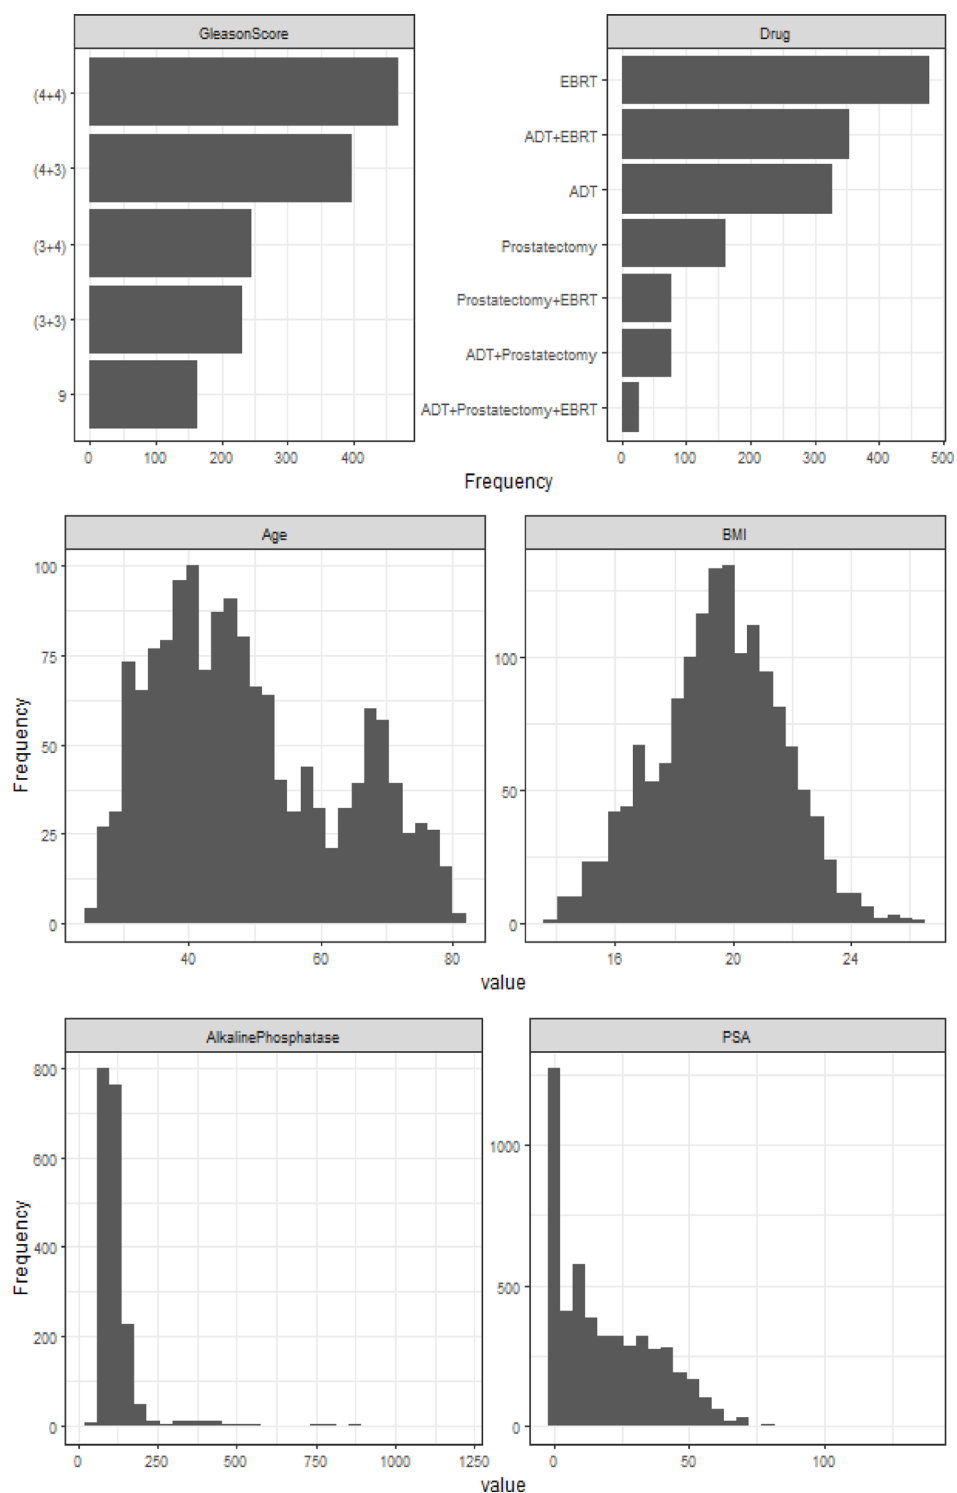 GleasonScore
(4+4)
(4+3)
(3+4)
(3+3)
9
0 100 200 300 400
Drug
EBRT
ADT+EBRT
ADT
Prostatectomy
Prostatectomy+EBRT
ADT+Prostatectomy
ADT+Prostatectomy+EBRT
0 100 200 300 400 500
Frequency
Age
Frequency
100
75
50
25
0
40 60 80
BMI
100
50
0
16 20 24
value
AlkalinePhosphatase
Frequency
800
600
400
200
0
0 250 500 750 1000 1250
PSA
1000
500
0
0 50 100
value